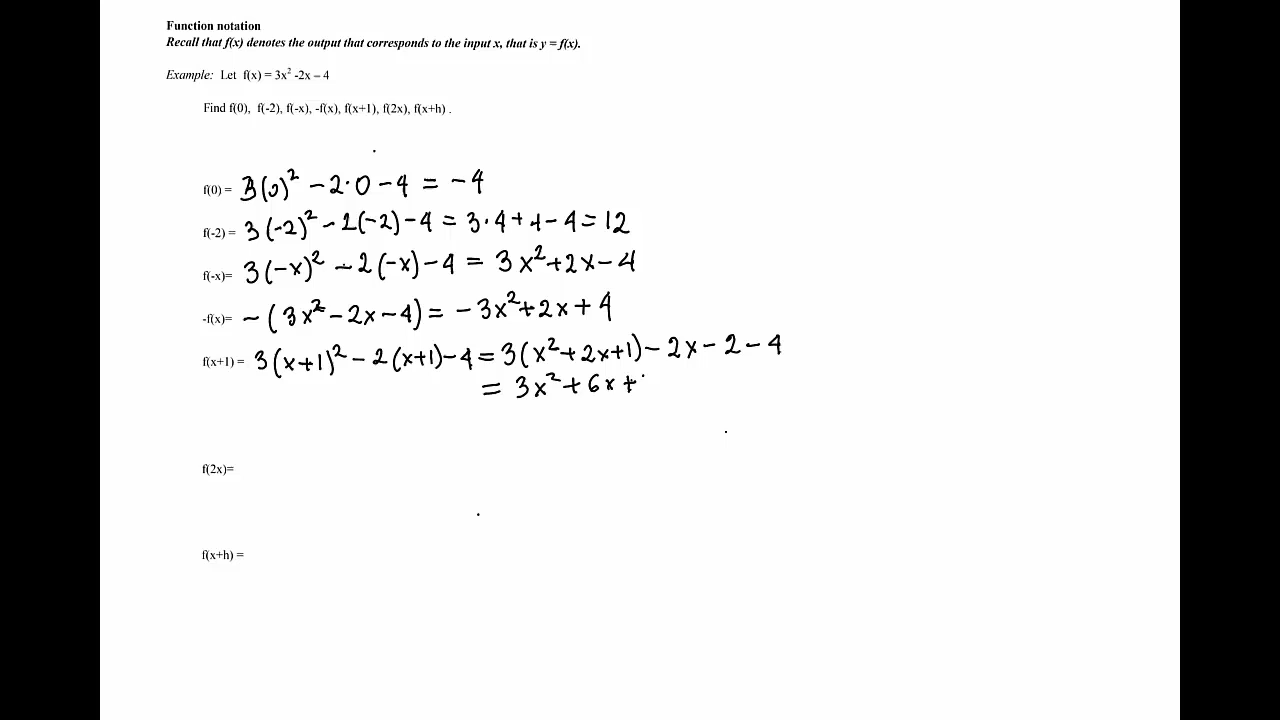 Function notation
Recall that f(x) denotes the output that corresponds to the input x, that is y = f(x).
Example: Let f(x) = 3x² -2x – 4
Find f(0), f(-2), f(-x), -f(x), f(x+1), f(2x), f(x+h) .
f(0) = 3(0)² - 2·0 - 4 = -4
f(-2) = 3(-2)² - 2(-2) - 4 = 3·4 + 4 - 4 = 12
f(-x)= 3(-x)² - 2(-x) - 4 = 3x² + 2x - 4
-f(x)= -(3x² - 2x - 4) = -3x² + 2x + 4
f(x+1) = 3(x+1)² - 2(x+1) - 4 = 3(x² + 2x + 1) - 2x - 2 - 4
= 3x² + 6x +
f(2x)=
f(x+h) =